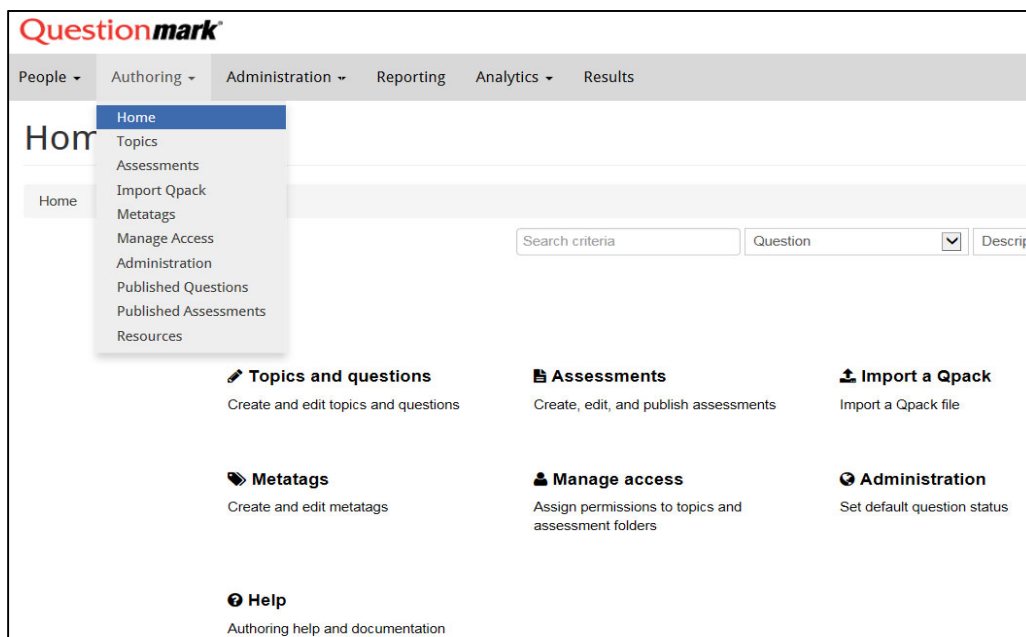 Questionmark
People Authoring Administration Reporting Analytics Results
Home
Topics
Assessments
Import Qpack
Metatags
Manage Access
Administration
Published Questions
Published Assessments
Resources
Hom
Home
Search criteria Question Descrip
Topics and questions
Create and edit topics and questions
Assessments
Create, edit, and publish assessments
Import a Qpack
Import a Qpack file
Metatags
Create and edit metatags
Manage access
Assign permissions to topics and
assessment folders
Administration
Set default question status
Help
Authoring help and documentation